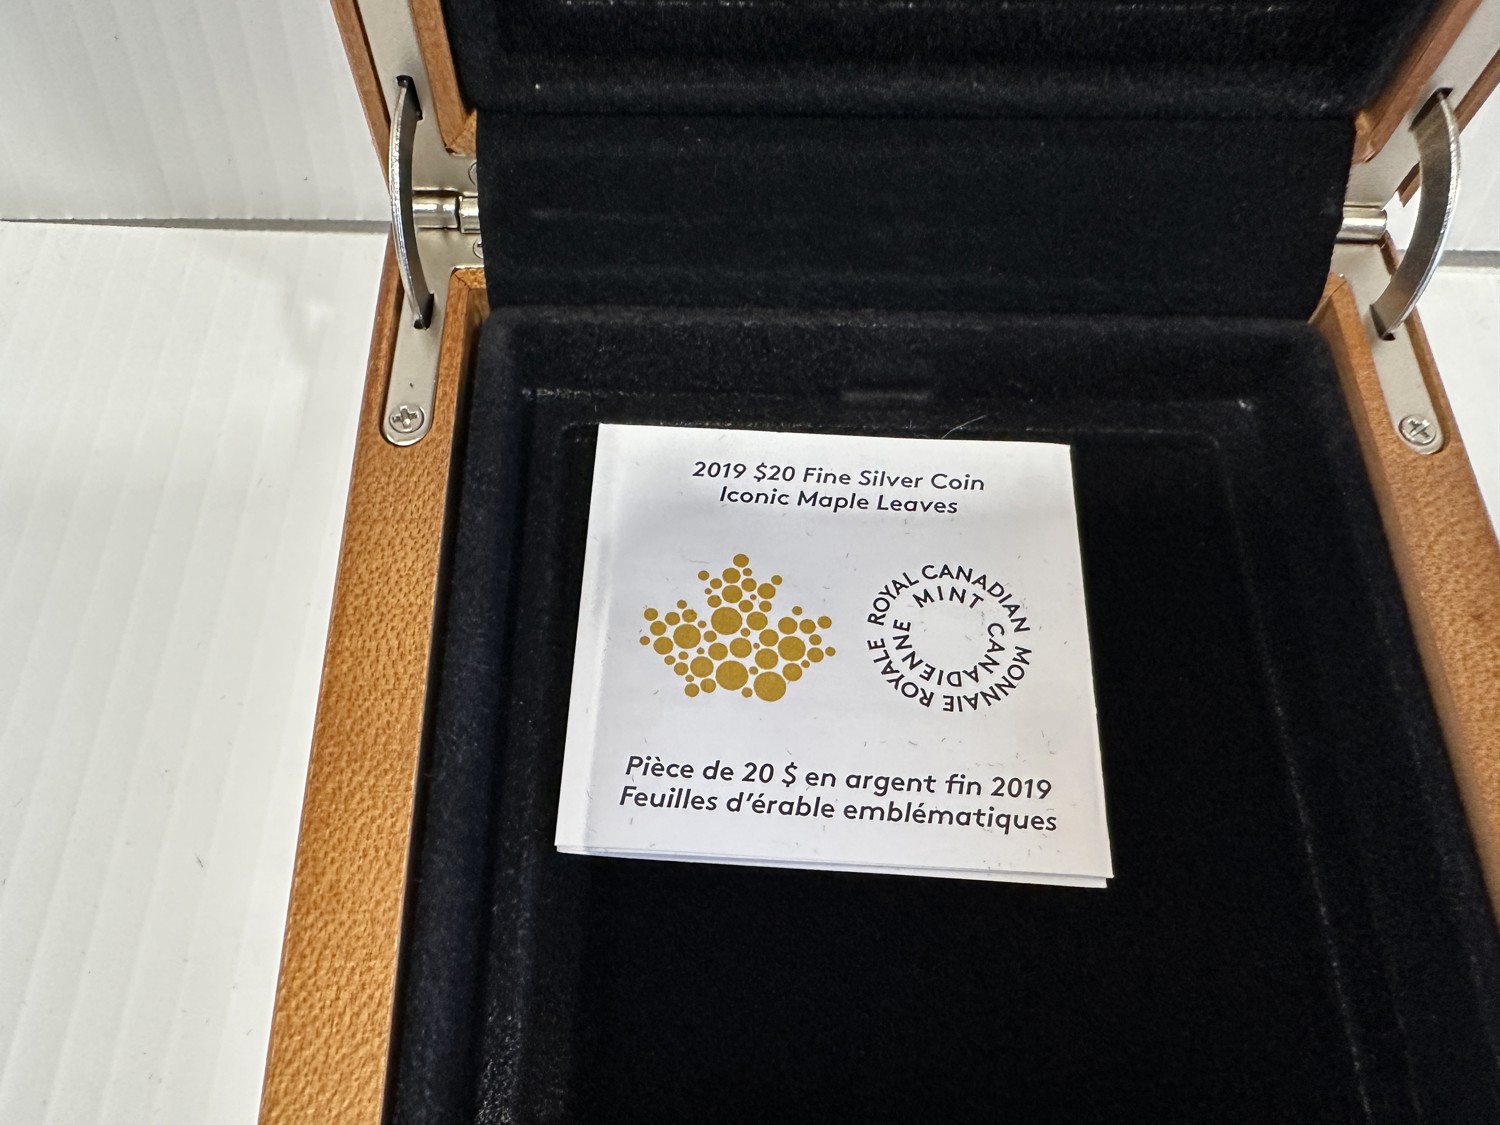 2019 $20 Fine Silver Coin
Iconic Maple Leaves
ROYAL CANADIAN MINT
MONNAIE ROYALE CANADIENNE
Pièce de 20 $ en argent fin 2019
Feuilles d'érable emblématiques